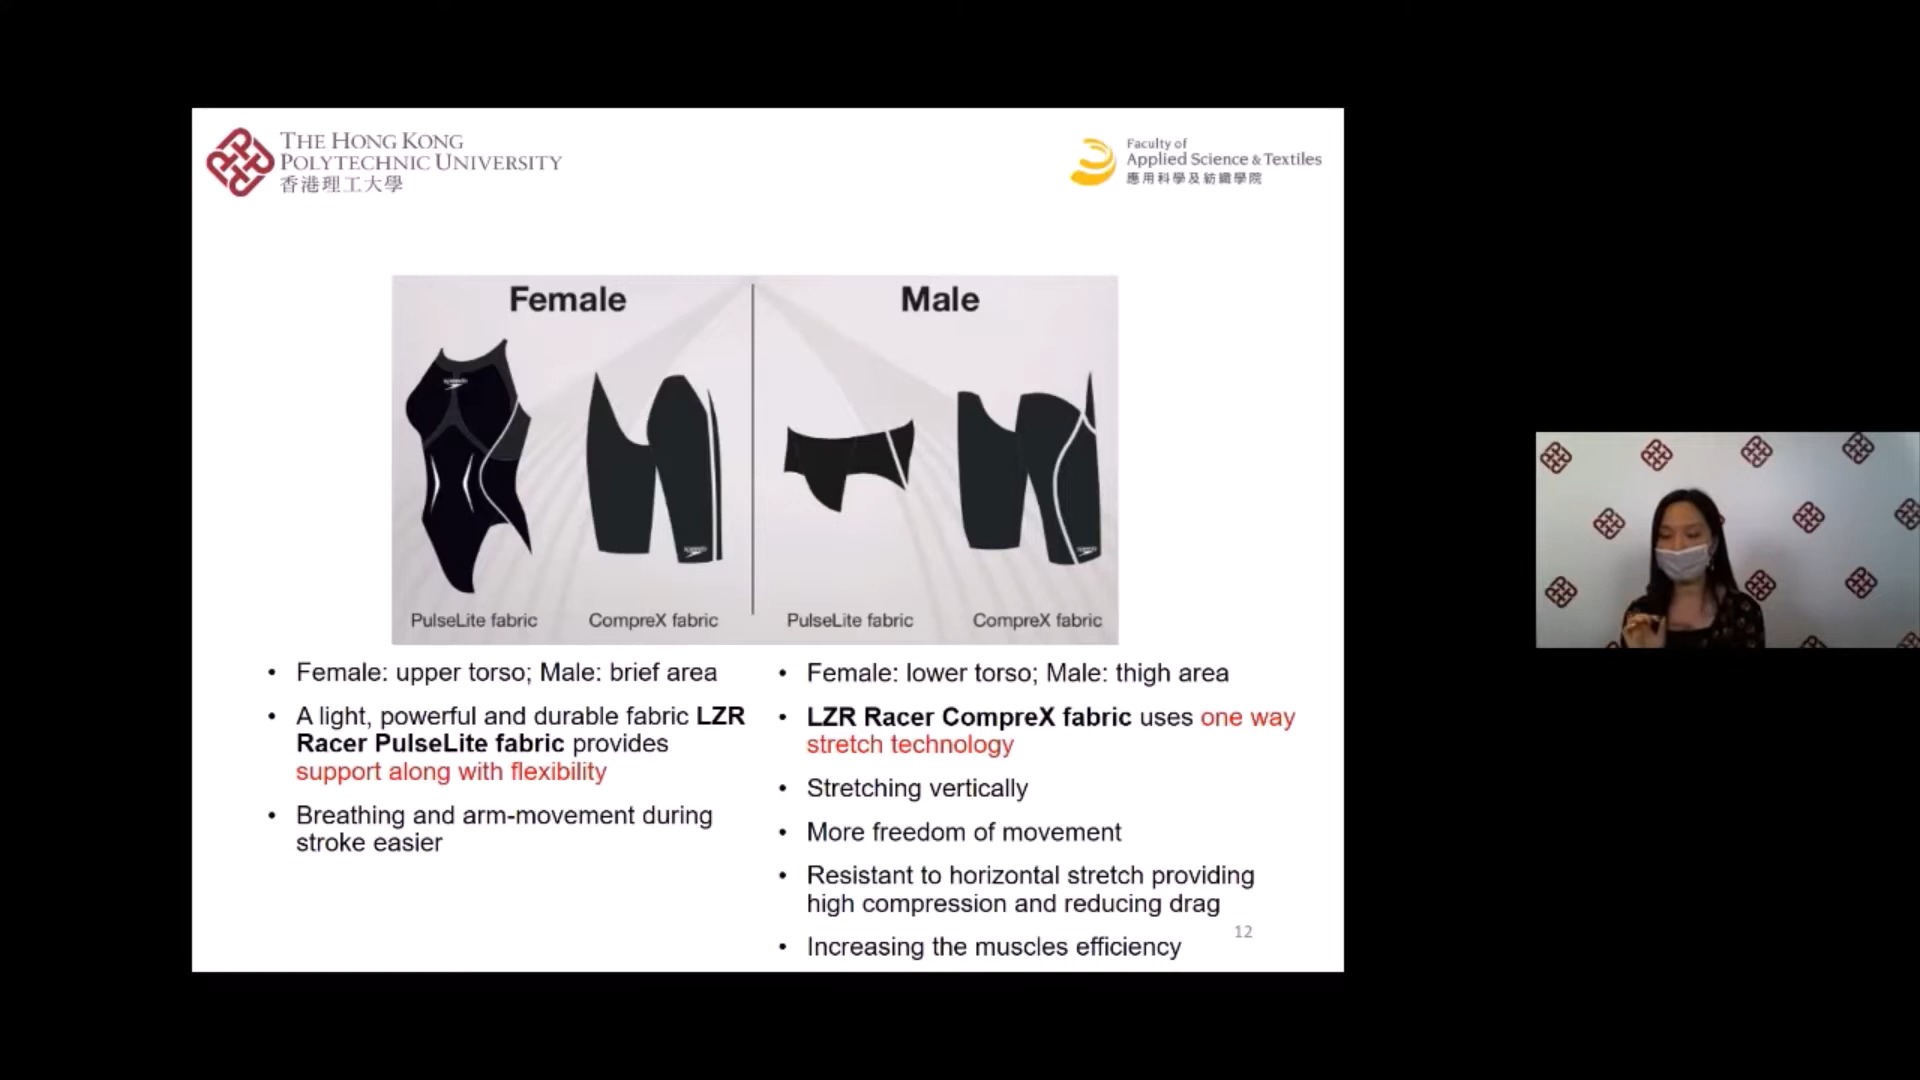 THE HONG KONG
POLYTECHNIC UNIVERSITY
香港理工大學
Faculty of
Applied Science & Textiles
應用科學及紡織學院
Female
Male
speedo
speedo
speedo
PulseLite fabric
CompreX fabric
PulseLite fabric
CompreX fabric
• Female: upper torso; Male: brief area
• A light, powerful and durable fabric LZR
Racer PulseLite fabric provides
support along with flexibility
• Breathing and arm-movement during
stroke easier
• Female: lower torso; Male: thigh area
• LZR Racer CompreX fabric uses one way
stretch technology
• Stretching vertically
• More freedom of movement
• Resistant to horizontal stretch providing
high compression and reducing drag
• Increasing the muscles efficiency
12